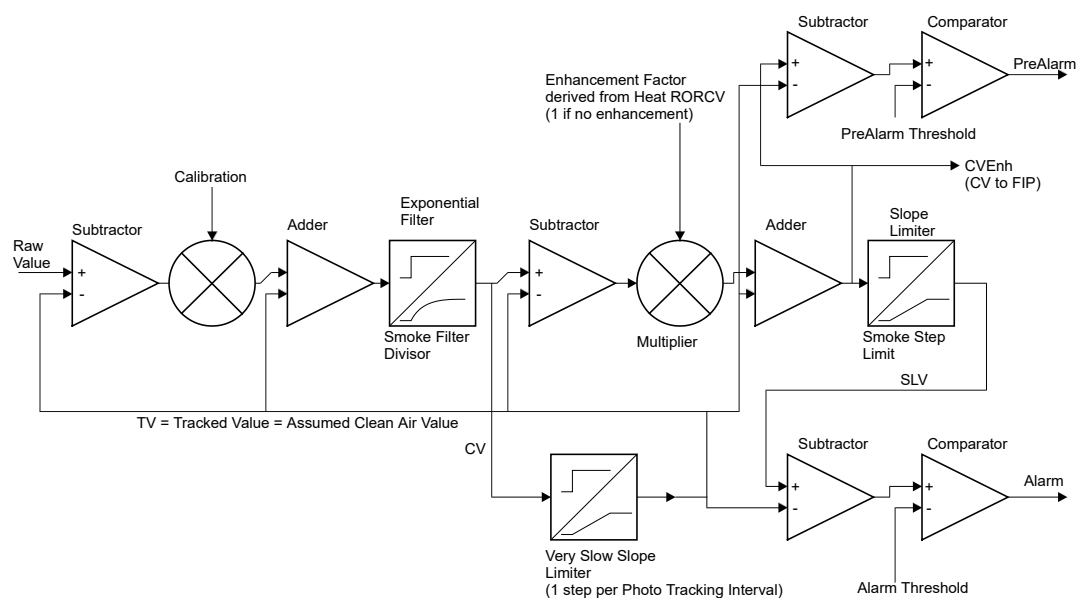 Subtractor
Comparator
+
-
+
-
PreAlarm
PreAlarm Threshold
Enhancement Factor
derived from Heat RORCV
(1 if no enhancement)
CVEnh
(CV to FIP)
Calibration
Raw
Value
Subtractor
+
-
Adder
Exponential
Filter
Smoke Filter
Divisor
Subtractor
+
-
Multiplier
Adder
Slope
Limiter
Smoke Step
Limit
SLV
TV = Tracked Value = Assumed Clean Air Value
CV
Very Slow Slope
Limiter
(1 step per Photo Tracking Interval)
Subtractor
Comparator
+
-
+
-
Alarm
Alarm Threshold